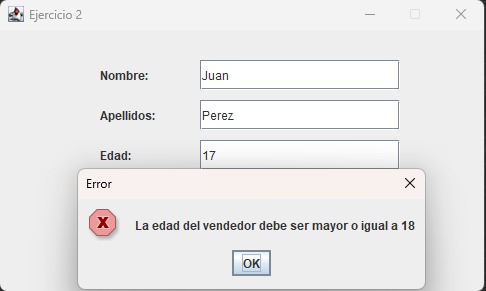 Ejercicio 2
Nombre: Juan
Apellidos: Perez
Edad: 17
Error
La edad del vendedor debe ser mayor o igual a 18
OK